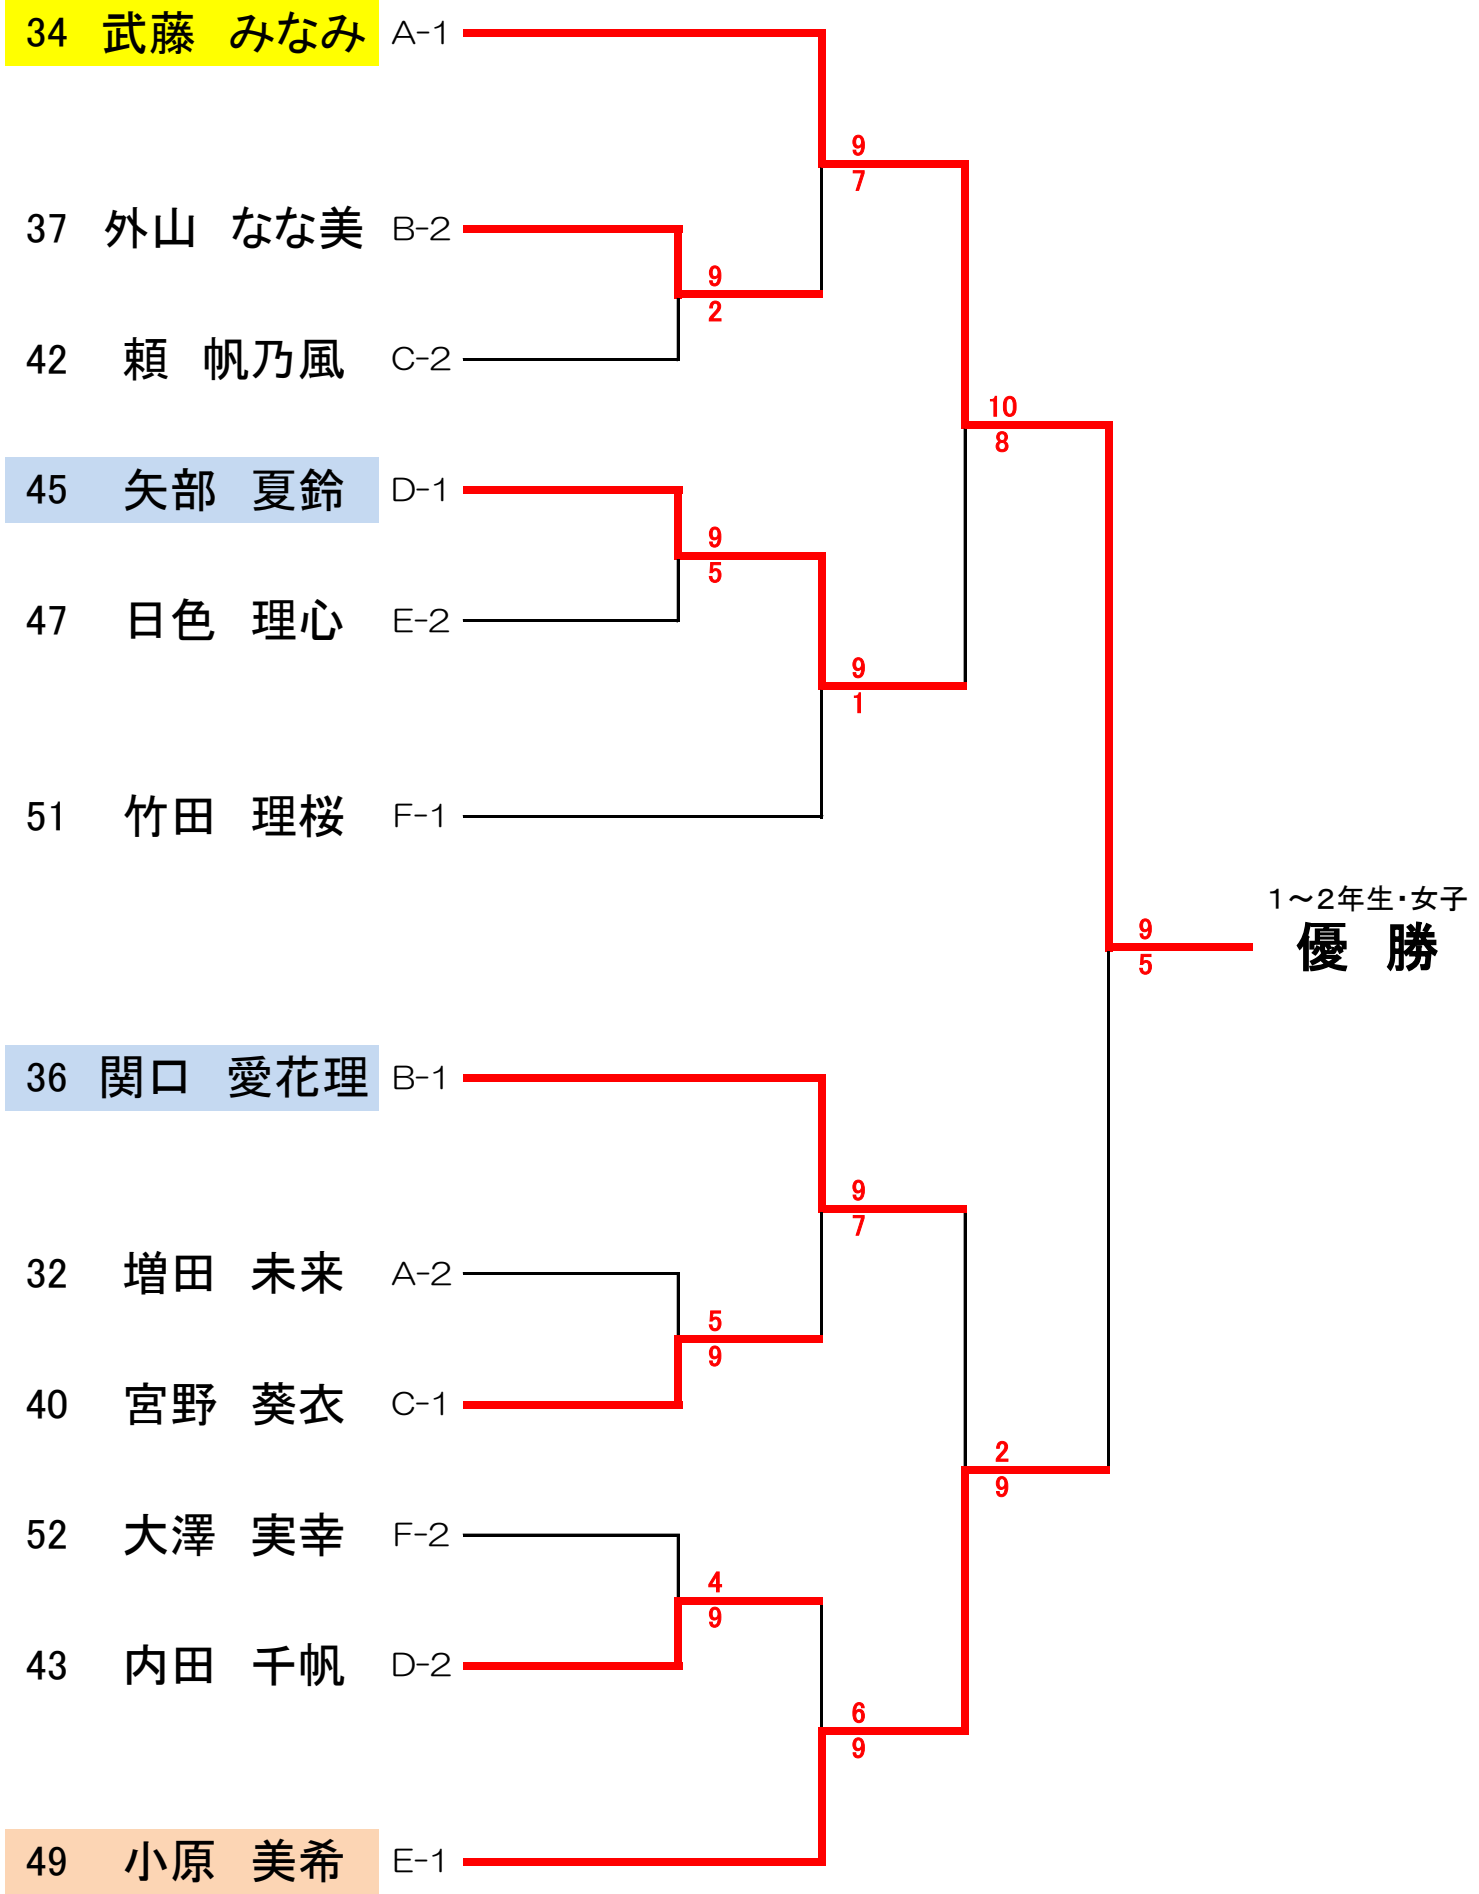 34 武藤 みなみ A-1
9
7
37 外山 なな美 B-2
9
2
42 頼 帆乃風 C-2
10
8
45 矢部 夏鈴 D-1
9
5
47 日色 理心 E-2
9
1
51 竹田 理桜 F-1
1～2年生・女子
優 勝
9
5
36 関口 愛花理 B-1
9
7
32 増田 未来 A-2
5
9
40 宮野 葵衣 C-1
2
9
52 大澤 実幸 F-2
4
9
43 内田 千帆 D-2
6
9
49 小原 美希 E-1